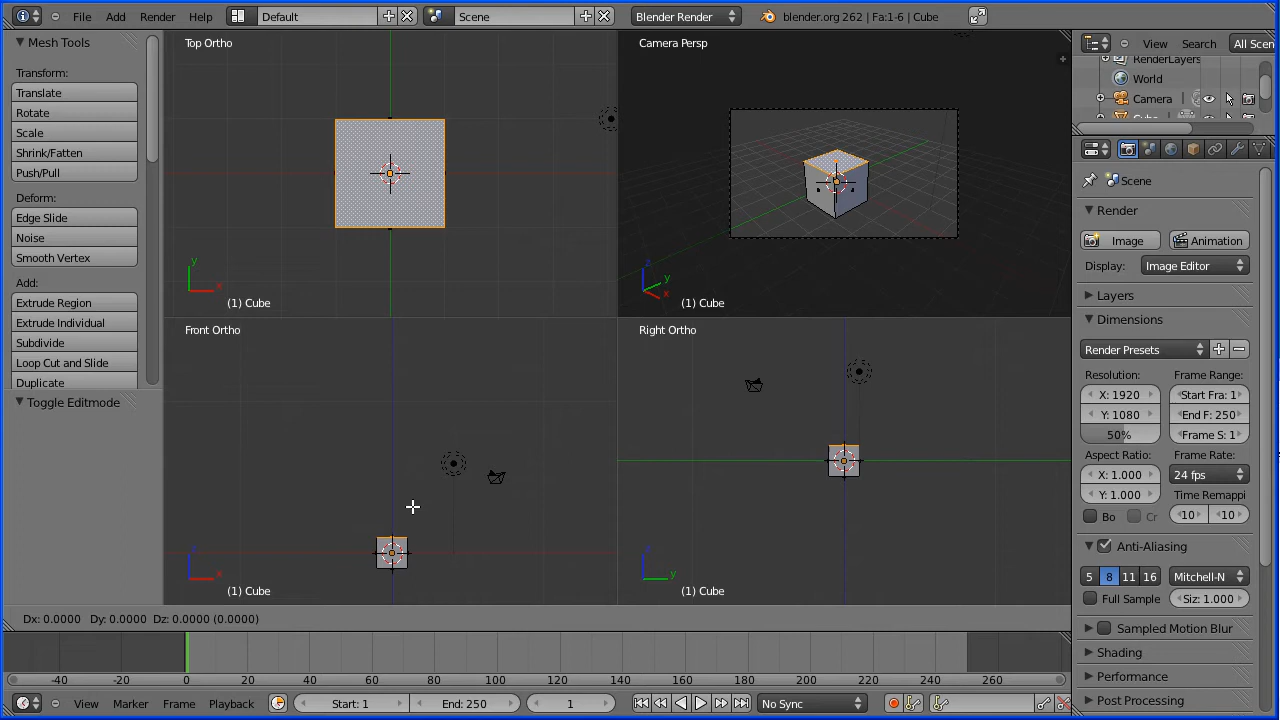 File Add Render Help Default Scene Blender Render blender.org 262 | Fa:1-6 | Cube
Mesh Tools
Transform:
Translate
Rotate
Scale
Shrink/Fatten
Push/Pull
Deform:
Edge Slide
Noise
Smooth Vertex
Add:
Extrude Region
Extrude Individual
Subdivide
Loop Cut and Slide
Duplicate
Toggle Editmode
Top Ortho
y
x
(1) Cube
Camera Persp
z
y
x
(1) Cube
Front Ortho
z
x
(1) Cube
Right Ortho
z
y
(1) Cube
View Search All Scen
RenderLayers
World
Camera
Scene
Render
Image Animation
Display: Image Editor
Layers
Dimensions
Render Presets
Resolution: Frame Range:
X: 1920 Start Fra: 1
Y: 1080 End F: 250
50% Frame S: 1
Aspect Ratio: Frame Rate:
X: 1.000 24 fps
Y: 1.000 Time Remappi
Bo Cr 10 10
Anti-Aliasing
5 8 11 16 Mitchell-N
Full Sample Siz: 1.000
Sampled Motion Blur
Shading
Performance
Post Processing
Dx: 0.0000 Dy: 0.0000 Dz: 0.0000 (0.0000)
-40 -20 0 20 40 60 80 100 120 140 160 180 200 220 240 260
View Marker Frame Playback Start: 1 End: 250 1 No Sync